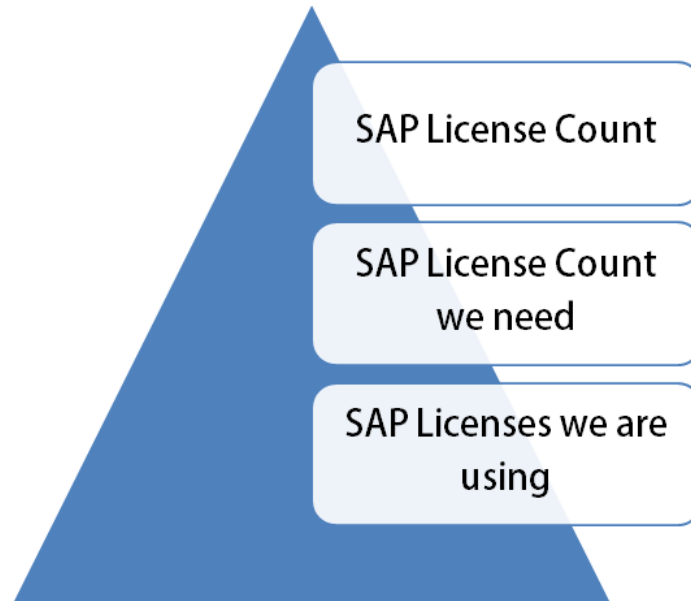 SAP License Count
SAP License Count
we need
SAP Licenses we are
using